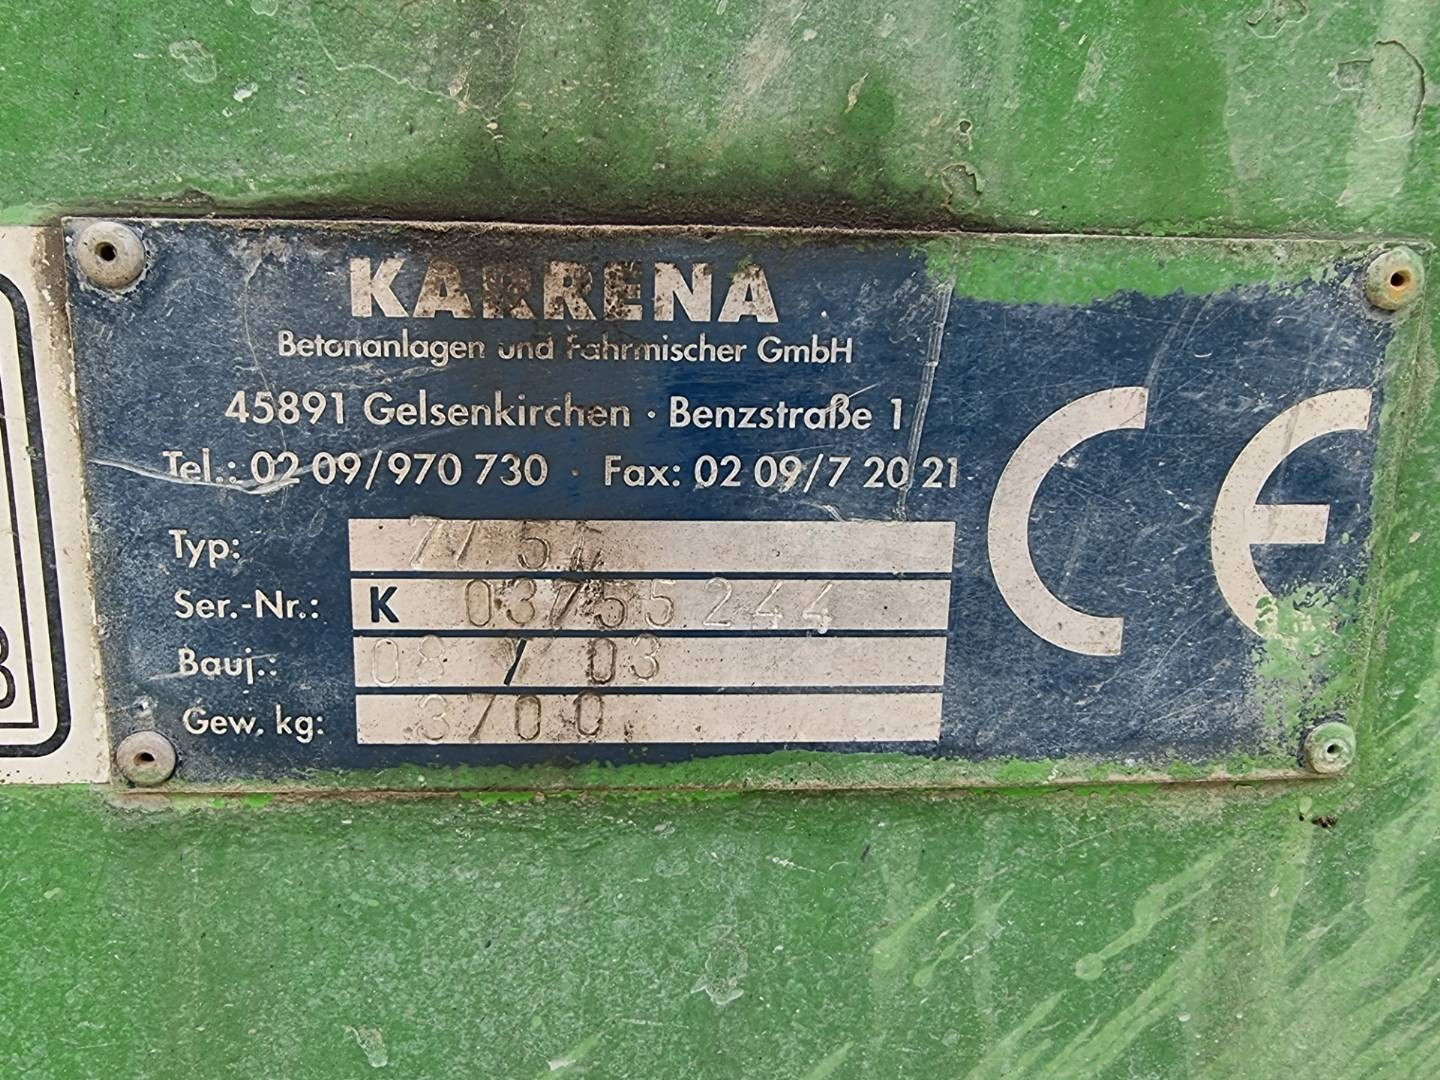 KARRENA
Betonanlagen und Fahrmischer GmbH
45891 Gelsenkirchen · Benzstraße 1
Tel.: 02 09/970 730 · Fax: 02 09/7 20 21
Typ:
Ser.-Nr.: K 03755244
Bauj.: 08 / 03
Gew. kg: 3700
CE